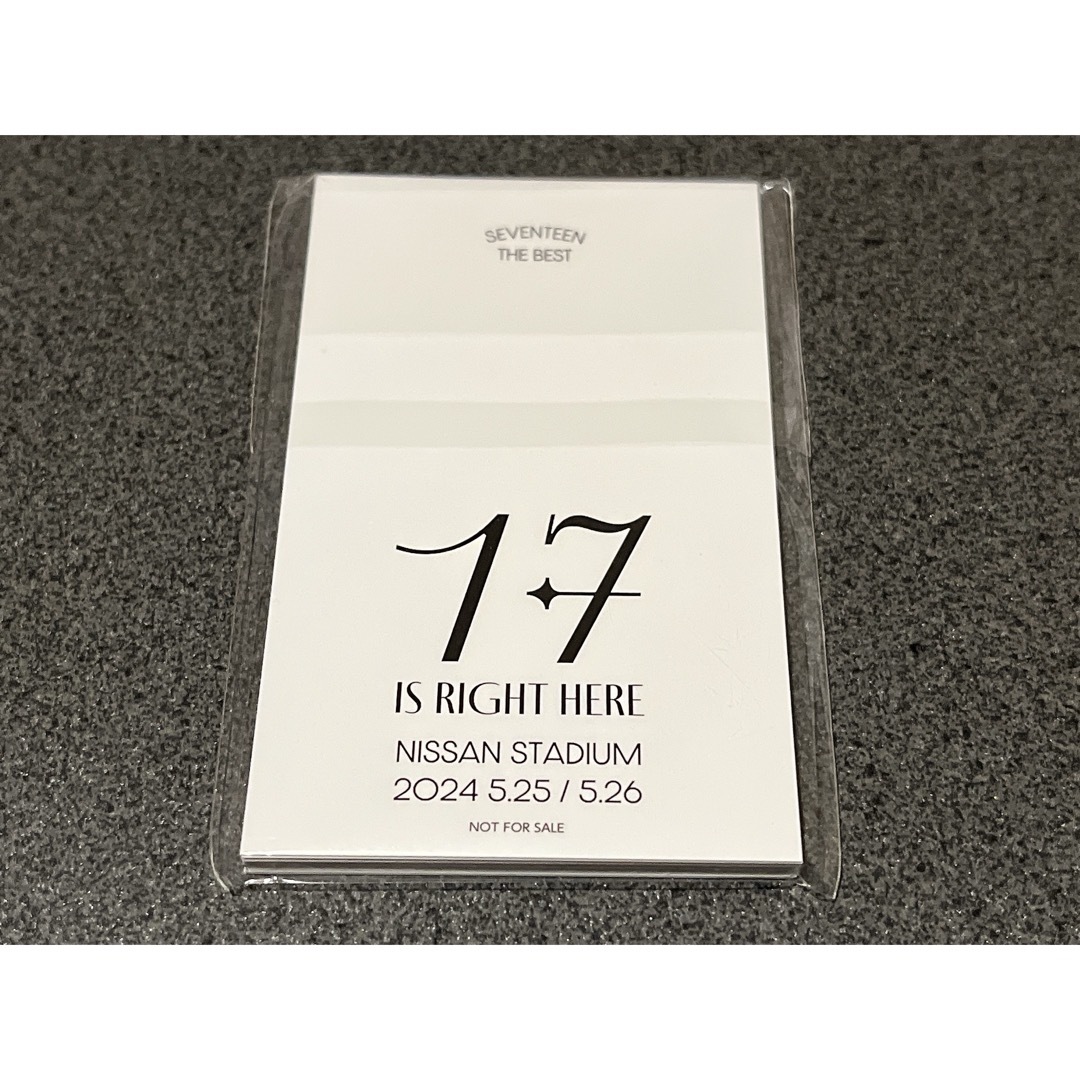 SEVENTEEN
THE BEST
17
IS RIGHT HERE
NISSAN STADIUM
2024 5.25 / 5.26
NOT FOR SALE